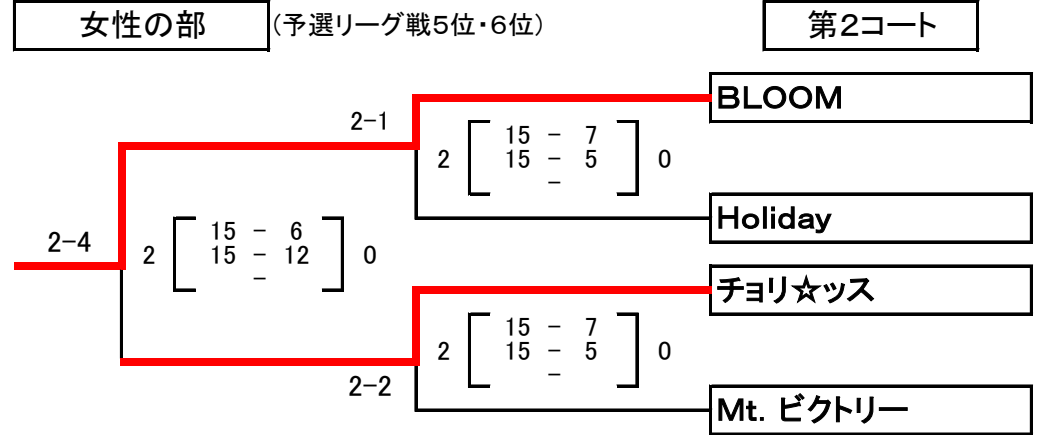 女性の部
(予選リーグ戦5位・6位)
第2コート
BLOOM
2-1
2
15 - 7
15 - 5
-
0
Holiday
2-4
2
15 - 6
15 - 12
-
0
チョリ☆ッス
2
15 - 7
15 - 5
-
0
2-2
Mt. ビクトリー